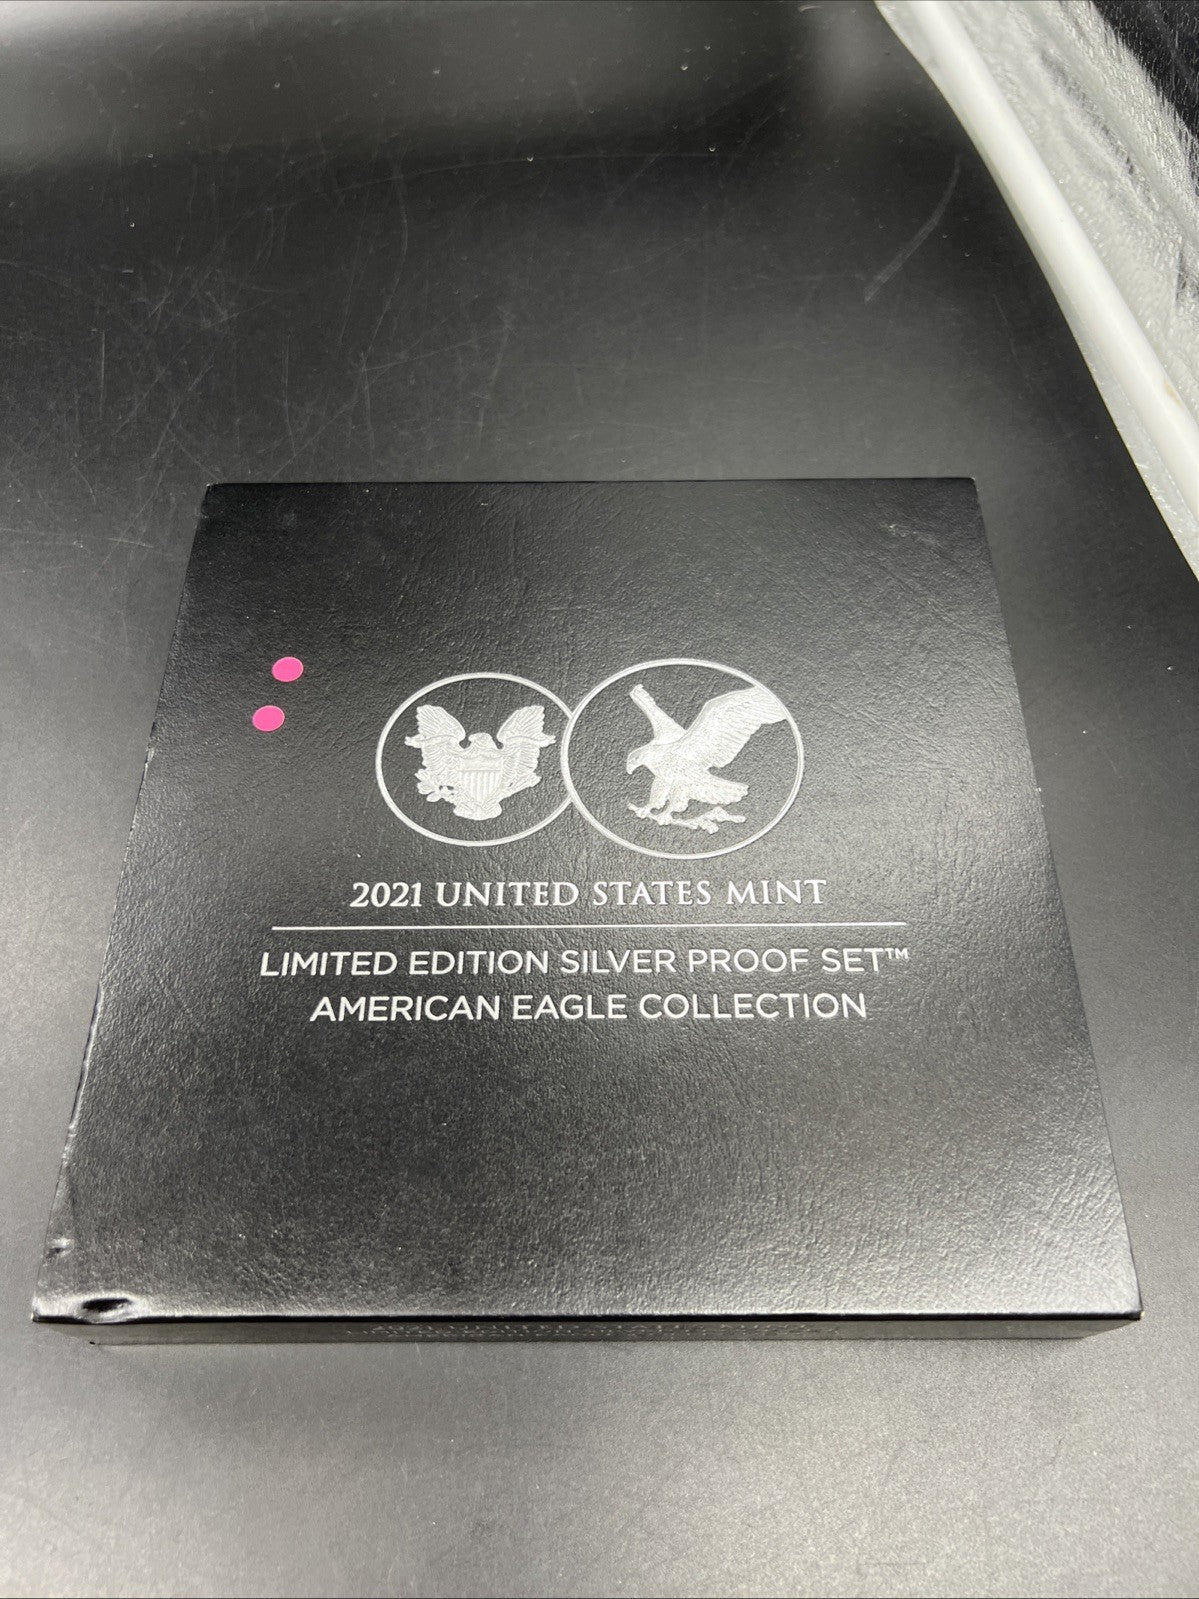 2021 UNITED STATES MINT
LIMITED EDITION SILVER PROOF SET™
AMERICAN EAGLE COLLECTION